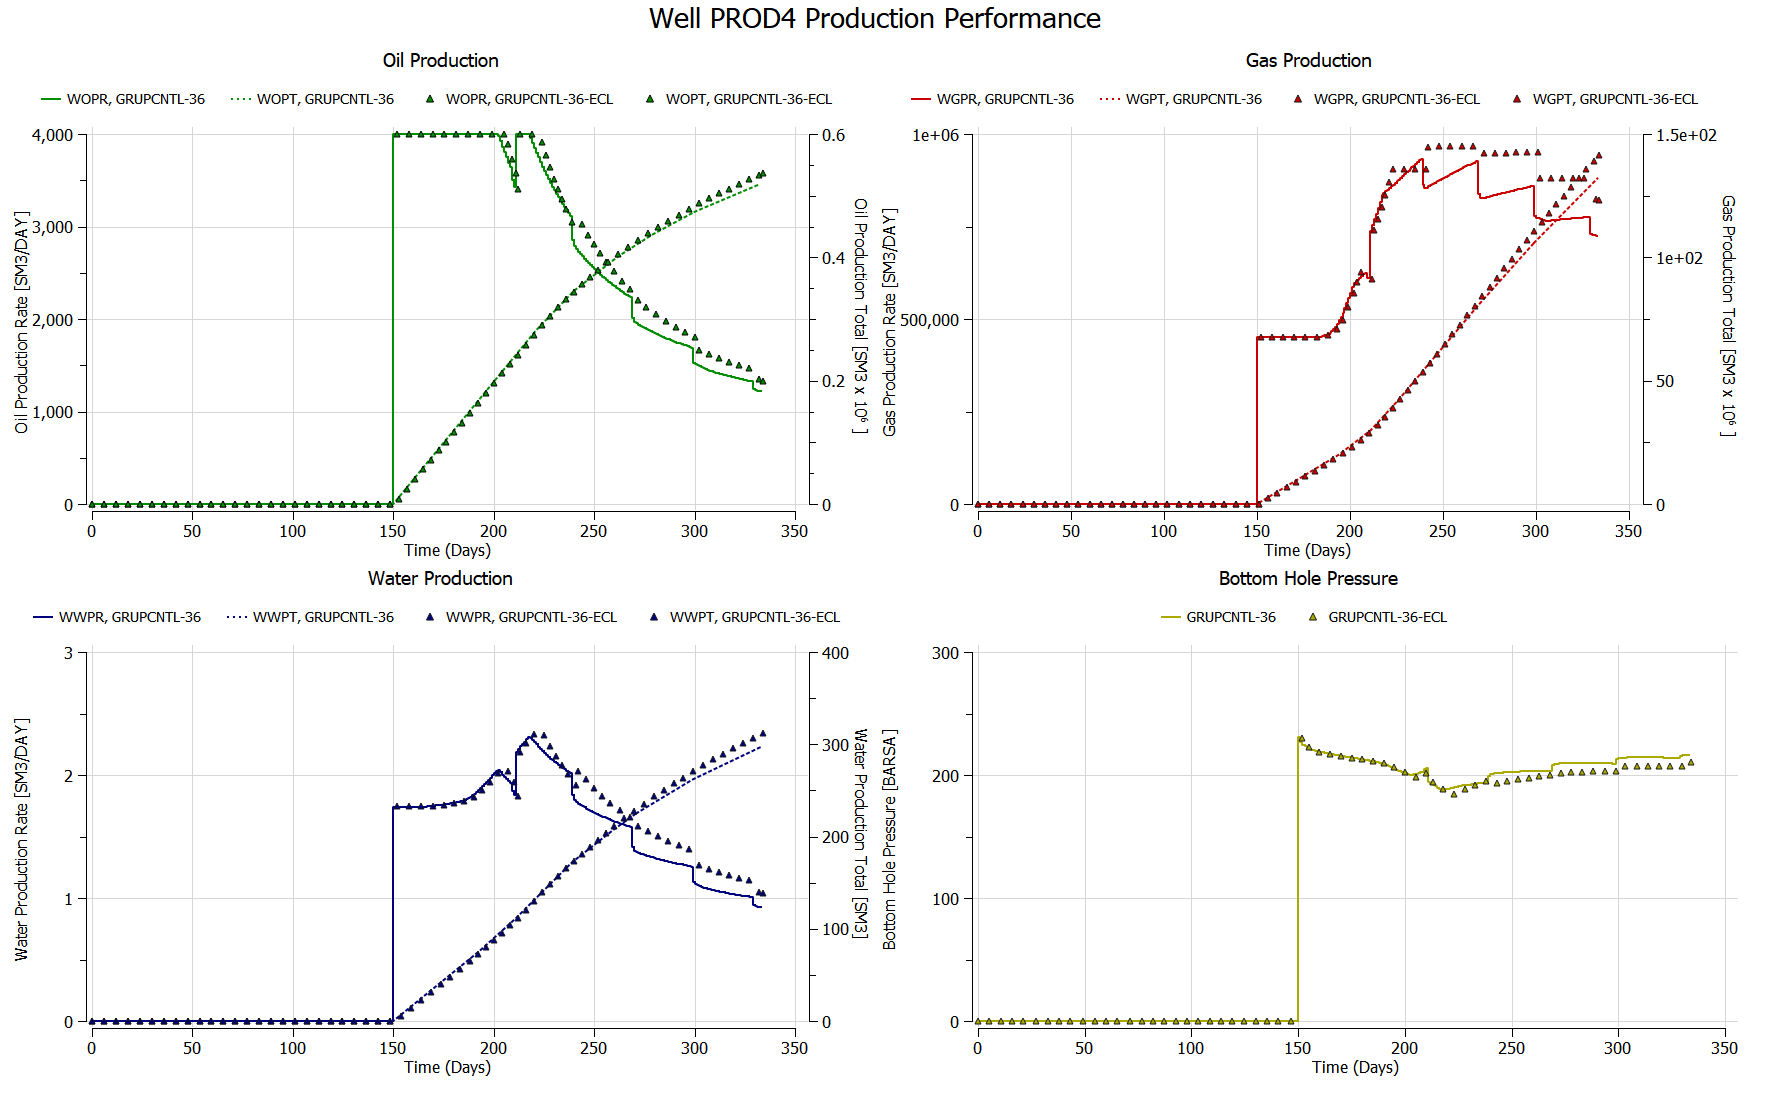 Well PROD4 Production Performance
Oil Production
WOPR, GRUPCNTL-36 WOPT, GRUPCNTL-36 WOPR, GRUPCNTL-36-ECL WOPT, GRUPCNTL-36-ECL
4,000
3,000
2,000
1,000
0
Oil Production Rate [SM3/DAY]
0.6
0.4
0.2
0
Oil Production Total [SM3 x 10⁶ ]
0 50 100 150 200 250 300 350
Time (Days)
Gas Production
WGPR, GRUPCNTL-36 WGPT, GRUPCNTL-36 WGPR, GRUPCNTL-36-ECL WGPT, GRUPCNTL-36-ECL
1e+06
500,000
0
Gas Production Rate [SM3/DAY]
1.5e+02
1e+02
50
0
Gas Production Total [SM3 x 10⁶ ]
0 50 100 150 200 250 300 350
Time (Days)
Water Production
WWPR, GRUPCNTL-36 WWPT, GRUPCNTL-36 WWPR, GRUPCNTL-36-ECL WWPT, GRUPCNTL-36-ECL
3
2
1
0
Water Production Rate [SM3/DAY]
400
300
200
100
0
Water Production Total [SM3]
0 50 100 150 200 250 300 350
Time (Days)
Bottom Hole Pressure
GRUPCNTL-36 GRUPCNTL-36-ECL
300
200
100
0
Bottom Hole Pressure [BARSA]
0 50 100 150 200 250 300 350
Time (Days)